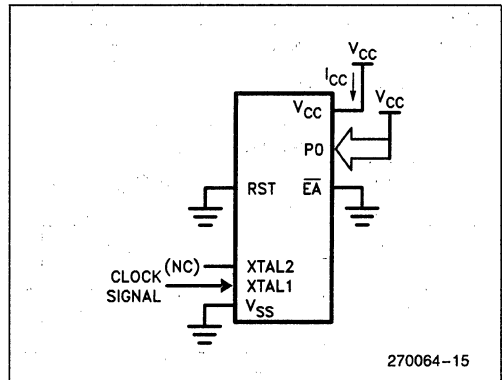 VCC
ICC
VCC
VCC
P0
RST
EA
(NC)
XTAL2
CLOCK
SIGNAL
XTAL1
VSS
270064-15